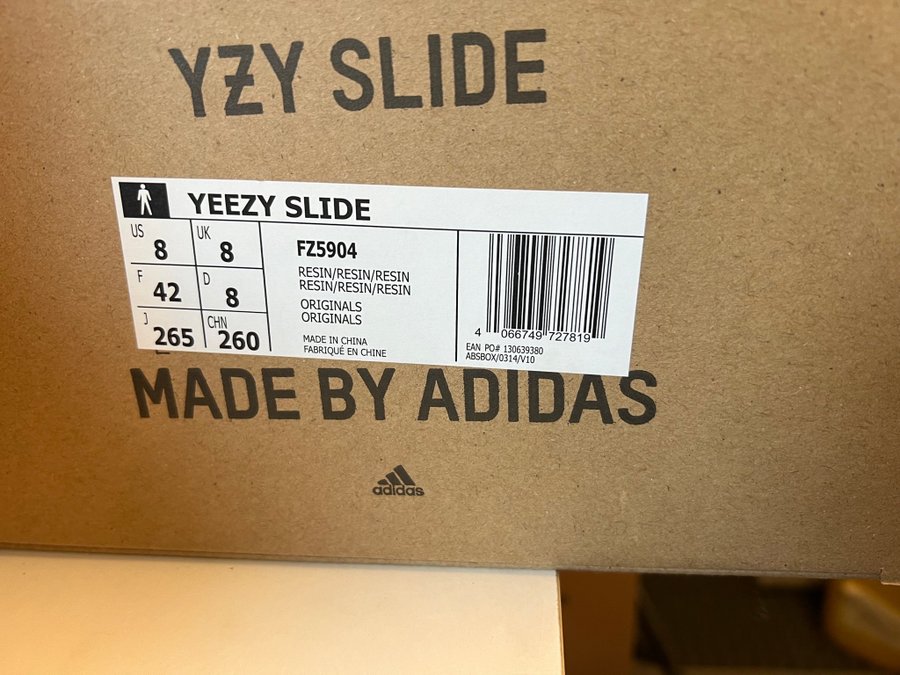 YZY SLIDE
YEEZY SLIDE
US 8 UK 8
F 42 D 8
J 265 CHN 260
FZ5904
RESIN/RESIN/RESIN
RESIN/RESIN/RESIN
ORIGINALS
ORIGINALS
MADE IN CHINA
FABRIQUÉ EN CHINE
4 066749 727819
EAN PO# 130639380
ABSBOX/0314/V10
MADE BY ADIDAS
adidas